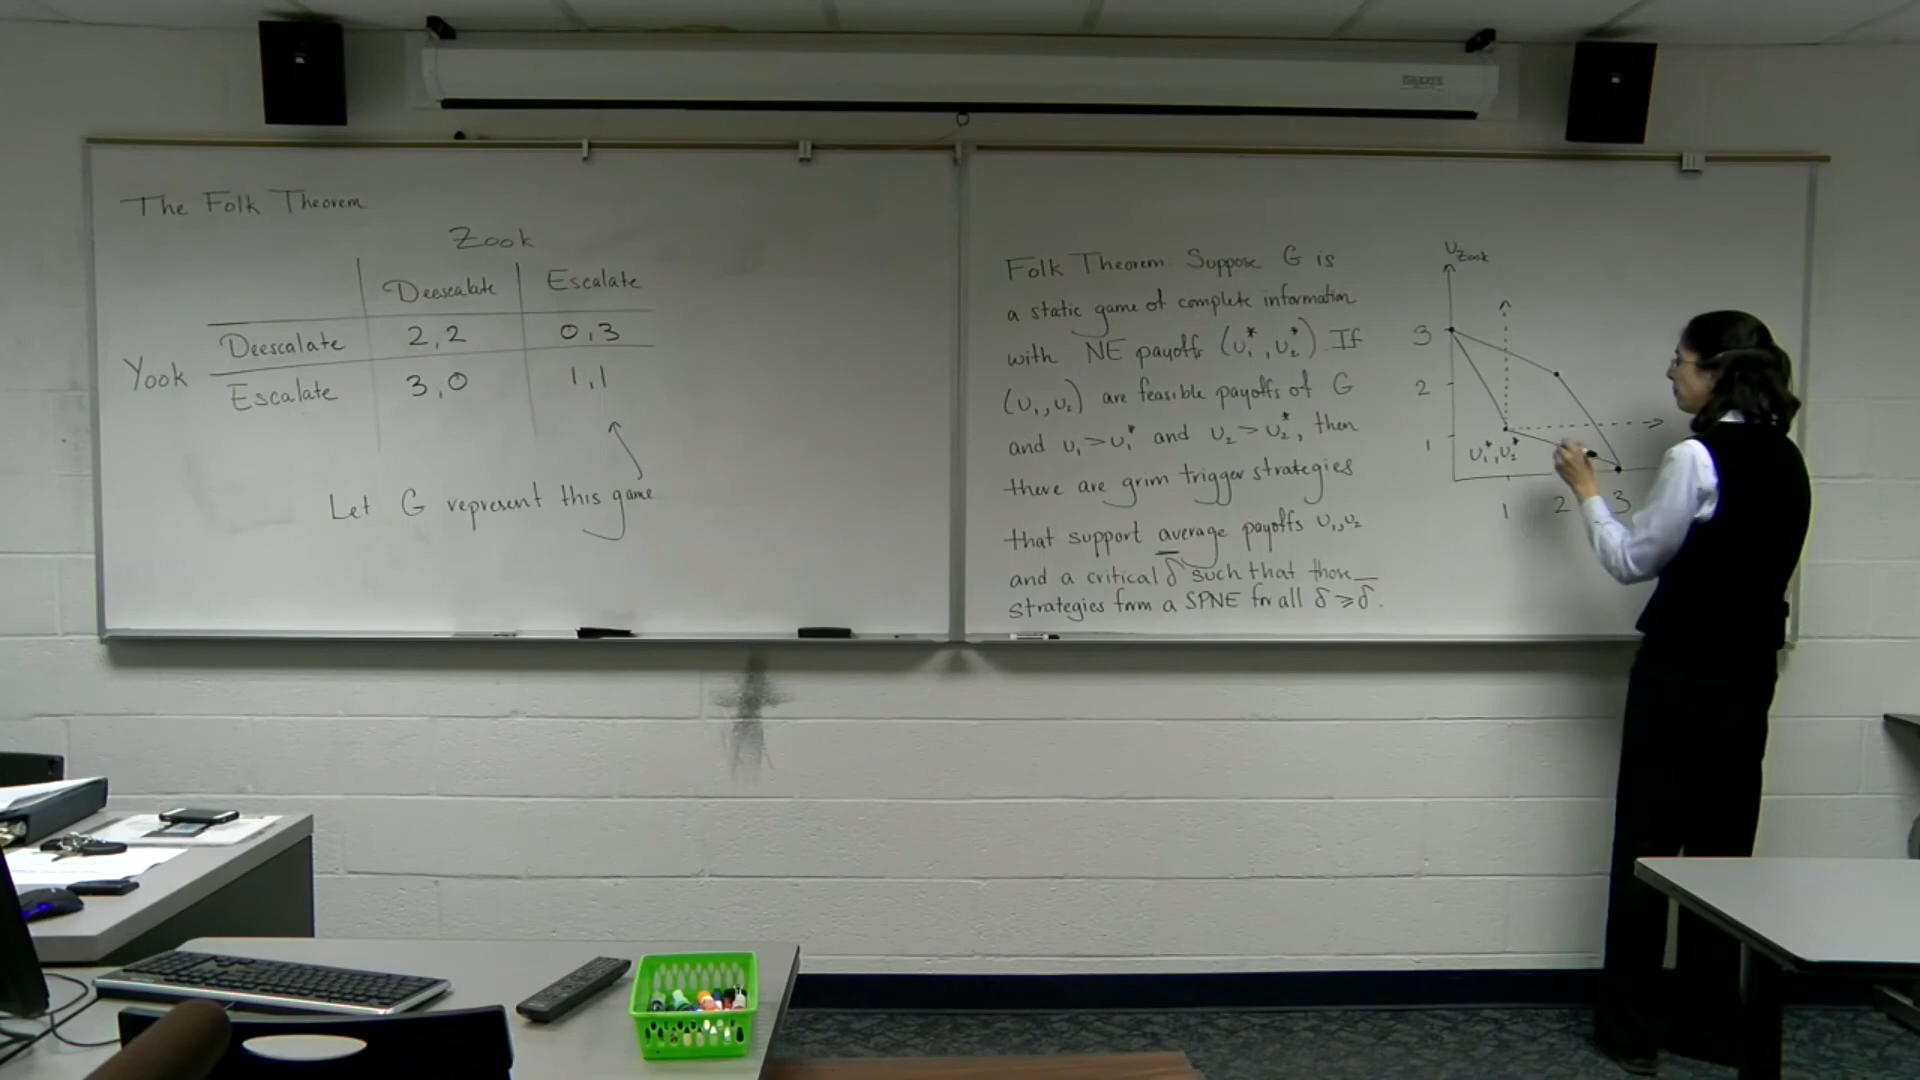 The Folk Theorem
Zook
Deescalate Escalate
Deescalate 2,2 0,3
Yook
Escalate 3,0 1,1
Let G represent this game
Folk Theorem Suppose G is
a static game of complete information
with NE payoffs (U₁*, U₂*) If
(U₁, U₂) are feasible payoffs of G
and U₁ > U₁* and U₂ > U₂*, then
there are grim trigger strategies
that support average payoffs U₁, U₂
and a critical δ such that those
strategies form a SPNE for all δ ≥ δ̄.
U Zook
3
2
1
U₁*, U₂*
1 2 3